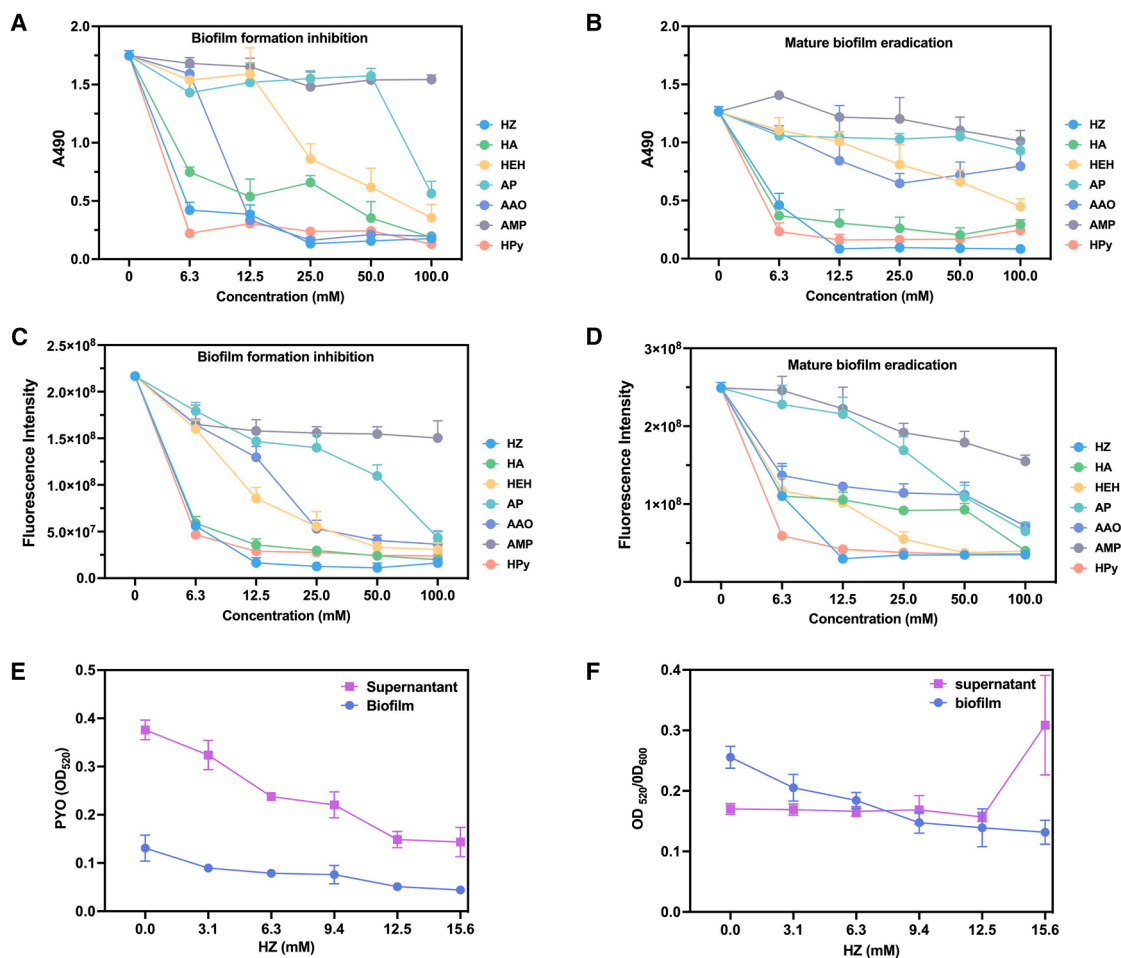 A
Biofilm formation inhibition
2.0
1.5
1.0
0.5
0.0
A490
0 6.3 12.5 25.0 50.0 100.0
Concentration (mM)
HZ
HA
HEH
AP
AAO
AMP
HPy
B
Mature biofilm eradication
2.0
1.5
1.0
0.5
0.0
A490
0 6.3 12.5 25.0 50.0 100.0
Concentration (mM)
HZ
HA
HEH
AP
AAO
AMP
HPy
C
Biofilm formation inhibition
2.5×10⁸
2.0×10⁸
1.5×10⁸
1.0×10⁸
5.0×10⁷
0.0
Fluorescence Intensity
0 6.3 12.5 25.0 50.0 100.0
Concentration (mM)
HZ
HA
HEH
AP
AAO
AMP
HPy
D
Mature biofilm eradication
3×10⁸
2×10⁸
1×10⁸
0
Fluorescence Intensity
0 6.3 12.5 25.0 50.0 100.0
Concentration (mM)
HZ
HA
HEH
AP
AAO
AMP
HPy
E
0.5
0.4
0.3
0.2
0.1
0.0
PYO (OD₅₂₀)
Supernantant
Biofilm
0.0 3.1 6.3 9.4 12.5 15.6
HZ (mM)
F
0.4
0.3
0.2
0.1
0.0
OD ₅₂₀/0D₆₀₀
supernatant
biofilm
0.0 3.1 6.3 9.4 12.5 15.6
HZ (mM)